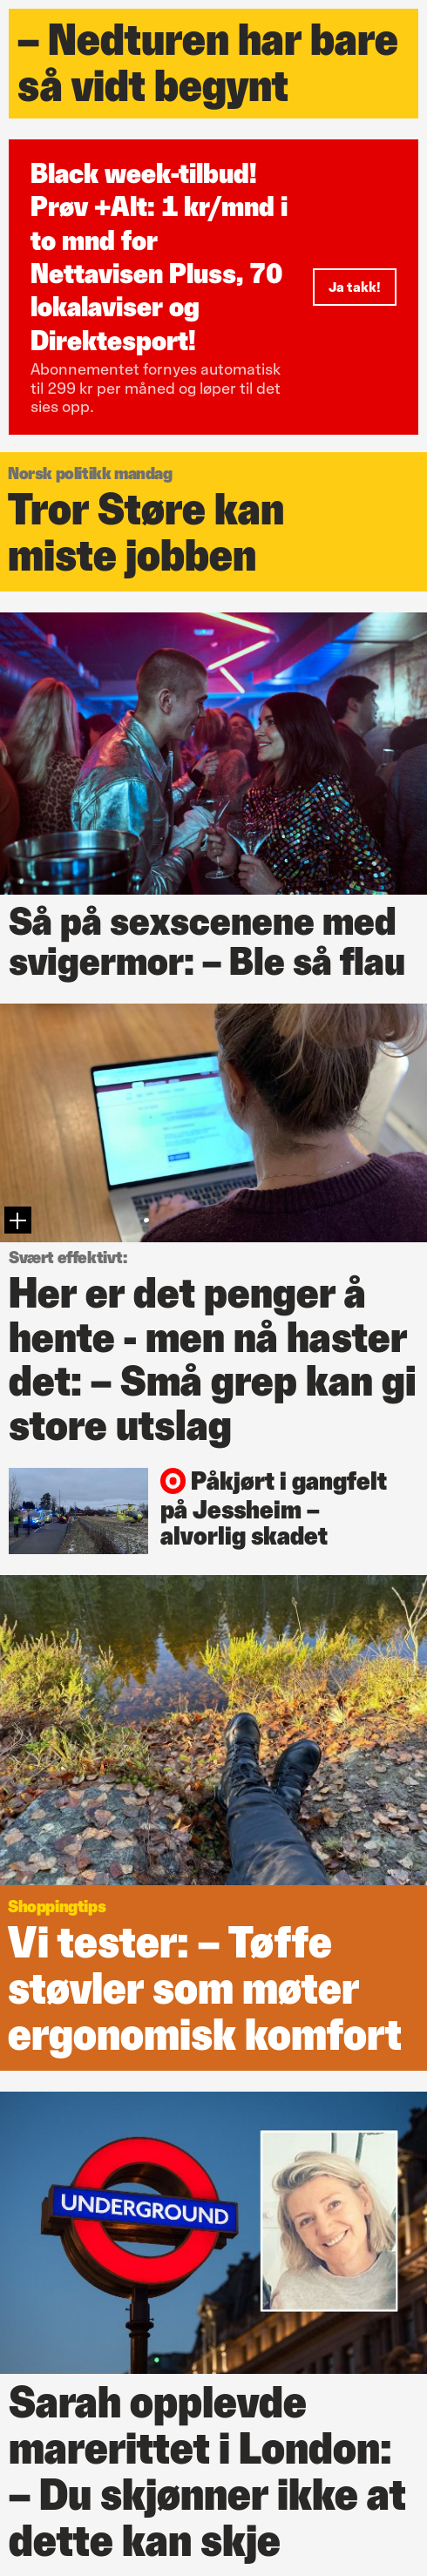 – Nedturen har bare
så vidt begynt
Black week-tilbud!
Prøv +Alt: 1 kr/mnd i
to mnd for
Nettavisen Pluss, 70
lokalaviser og
Direktesport!
Ja takk!
Abonnementet fornyes automatisk
til 299 kr per måned og løper til det
sies opp.
Norsk politikk mandag
Tror Støre kan
miste jobben
Så på sexscenene med
svigermor: – Ble så flau
Svært effektivt:
Her er det penger å
hente - men nå haster
det: – Små grep kan gi
store utslag
Påkjørt i gangfelt
på Jessheim –
alvorlig skadet
Shoppingtips
Vi tester: – Tøffe
støvler som møter
ergonomisk komfort
UNDERGROUND
Sarah opplevde
marerittet i London:
– Du skjønner ikke at
dette kan skje